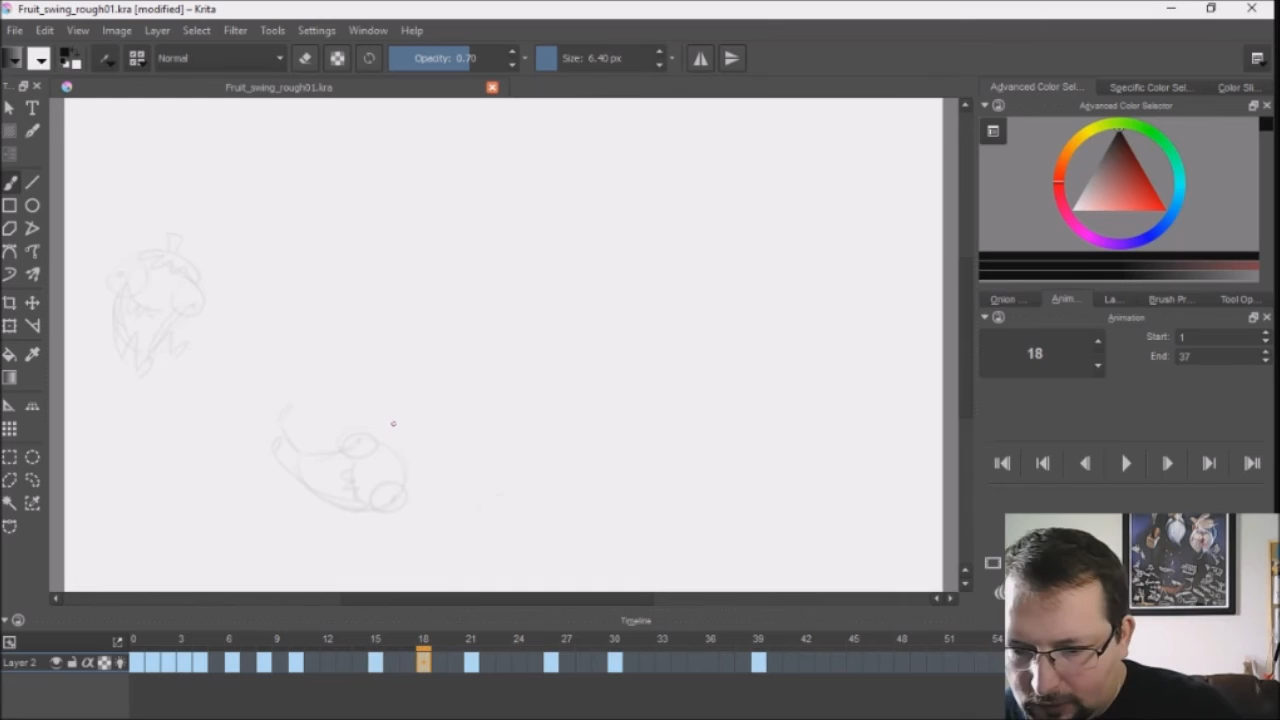 Fruit_swing_rough01.kra [modified] – Krita
File Edit View Image Layer Select Filter Tools Settings Window Help
Normal Opacity: 0.70 Size: 6.40 px
T... Fruit_swing_rough01.kra Advanced Color Sel... Specific Color Sel... Color Sli...
Advanced Color Selector
Onion ... Anim... La... Brush Pr... Tool Op...
Animation
18 Start: 1
End: 37
Timeline
0 3 6 9 12 15 18 21 24 27 30 33 36 39 42 45 48 51 54
Layer 2